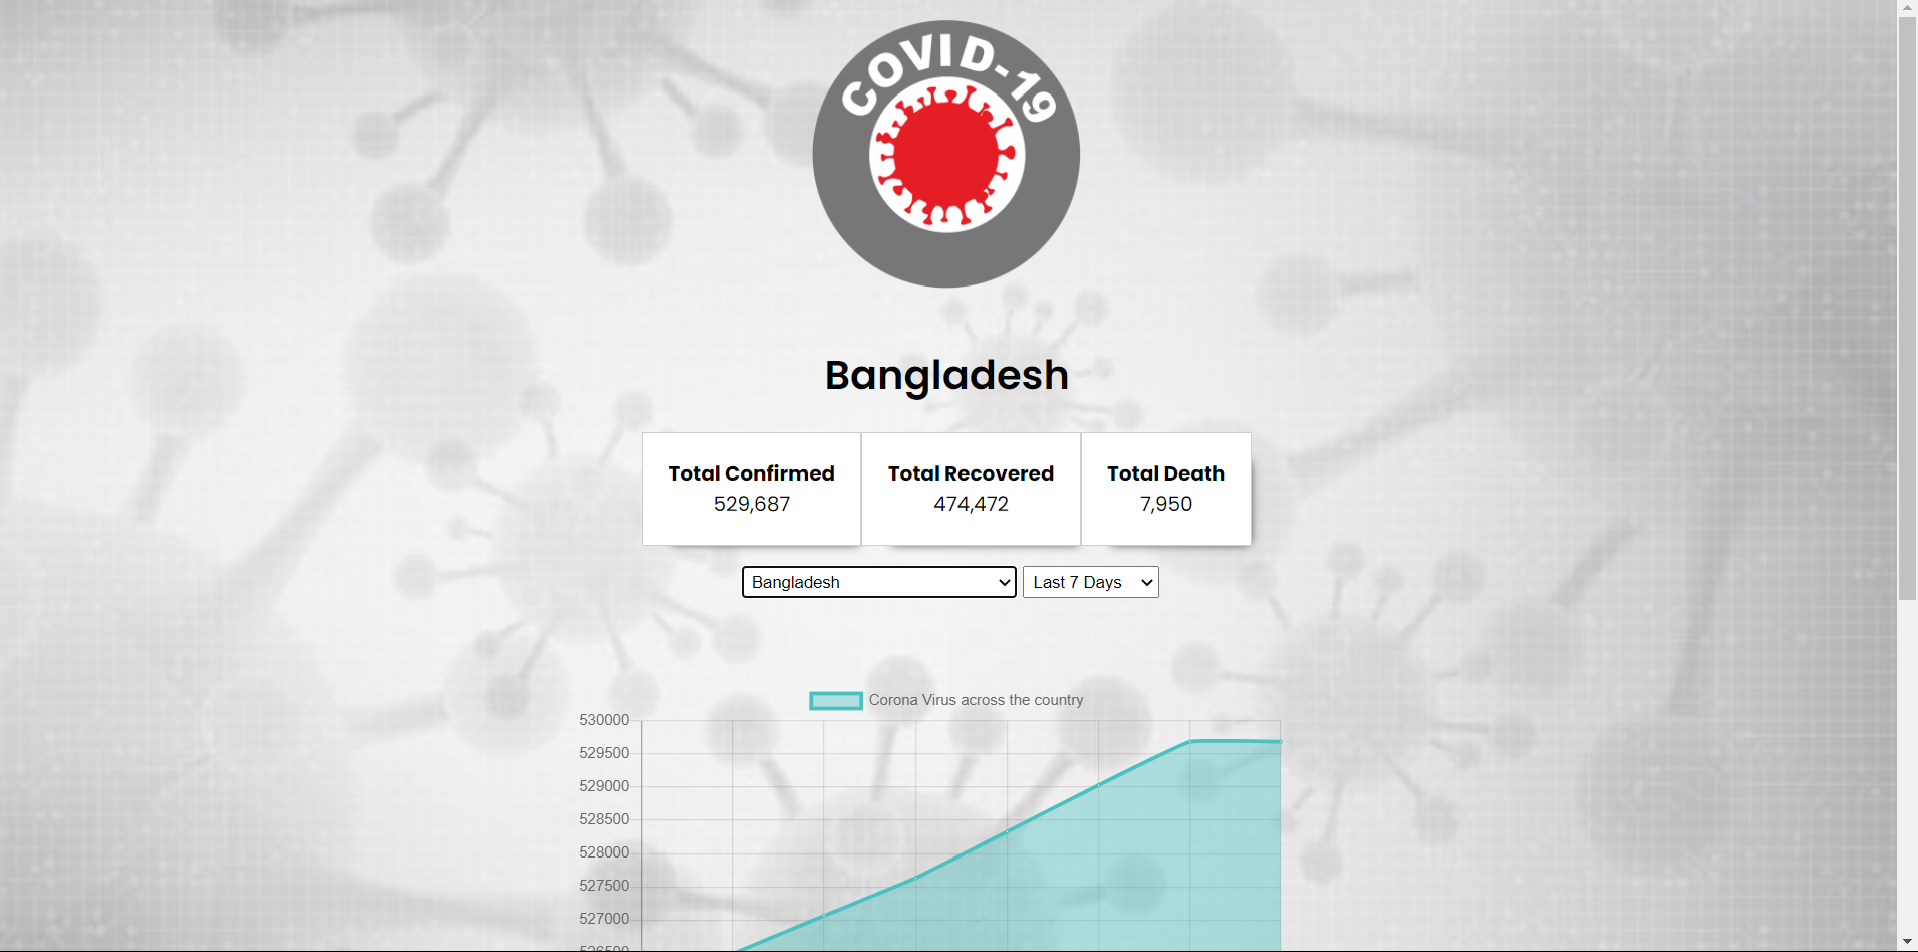 COVID-19
Bangladesh
Total Confirmed
529,687
Total Recovered
474,472
Total Death
7,950
Bangladesh
Last 7 Days
Corona Virus across the country
530000
529500
529000
528500
528000
527500
527000
526500